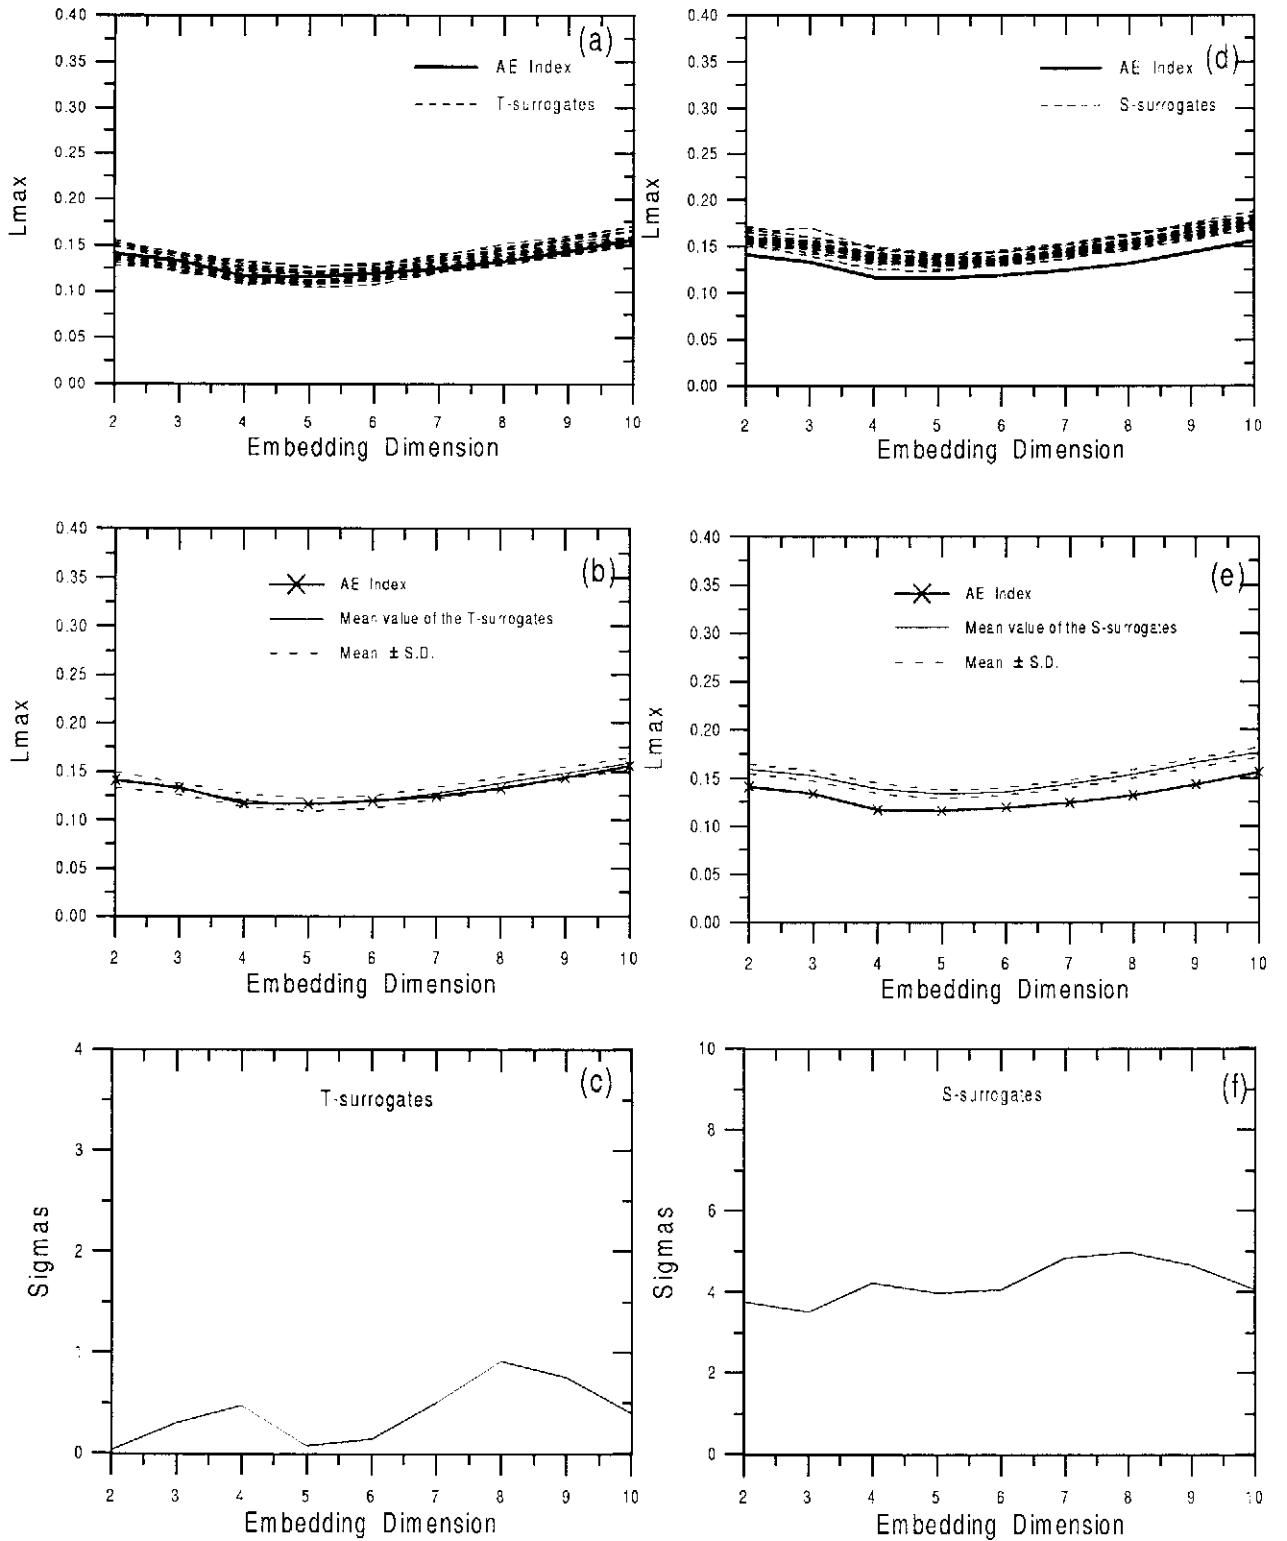 (a)
AE Index
T-surrogates
Lmax
0.40
0.35
0.30
0.25
0.20
0.15
0.10
0.05
0.00
2 3 4 5 6 7 8 9 10
Embedding Dimension
(d)
AE Index
S-surrogates
Lmax
0.40
0.35
0.30
0.25
0.20
0.15
0.10
0.05
0.00
2 3 4 5 6 7 8 9 10
Embedding Dimension
(b)
AE Index
Mean value of the T-surrogates
Mean ± S.D.
Lmax
0.40
0.35
0.30
0.25
0.20
0.15
0.10
0.05
0.00
2 3 4 5 6 7 8 9 10
Embedding Dimension
(e)
AE Index
Mean value of the S-surrogates
Mean ± S.D.
Lmax
0.40
0.35
0.30
0.25
0.20
0.15
0.10
0.05
0.00
2 3 4 5 6 7 8 9 10
Embedding Dimension
(c)
T-surrogates
Sigmas
4
3
2
1
0
2 3 4 5 6 7 8 9 10
Embedding Dimension
(f)
S-surrogates
Sigmas
10
8
6
4
2
0
2 3 4 5 6 7 8 9 10
Embedding Dimension